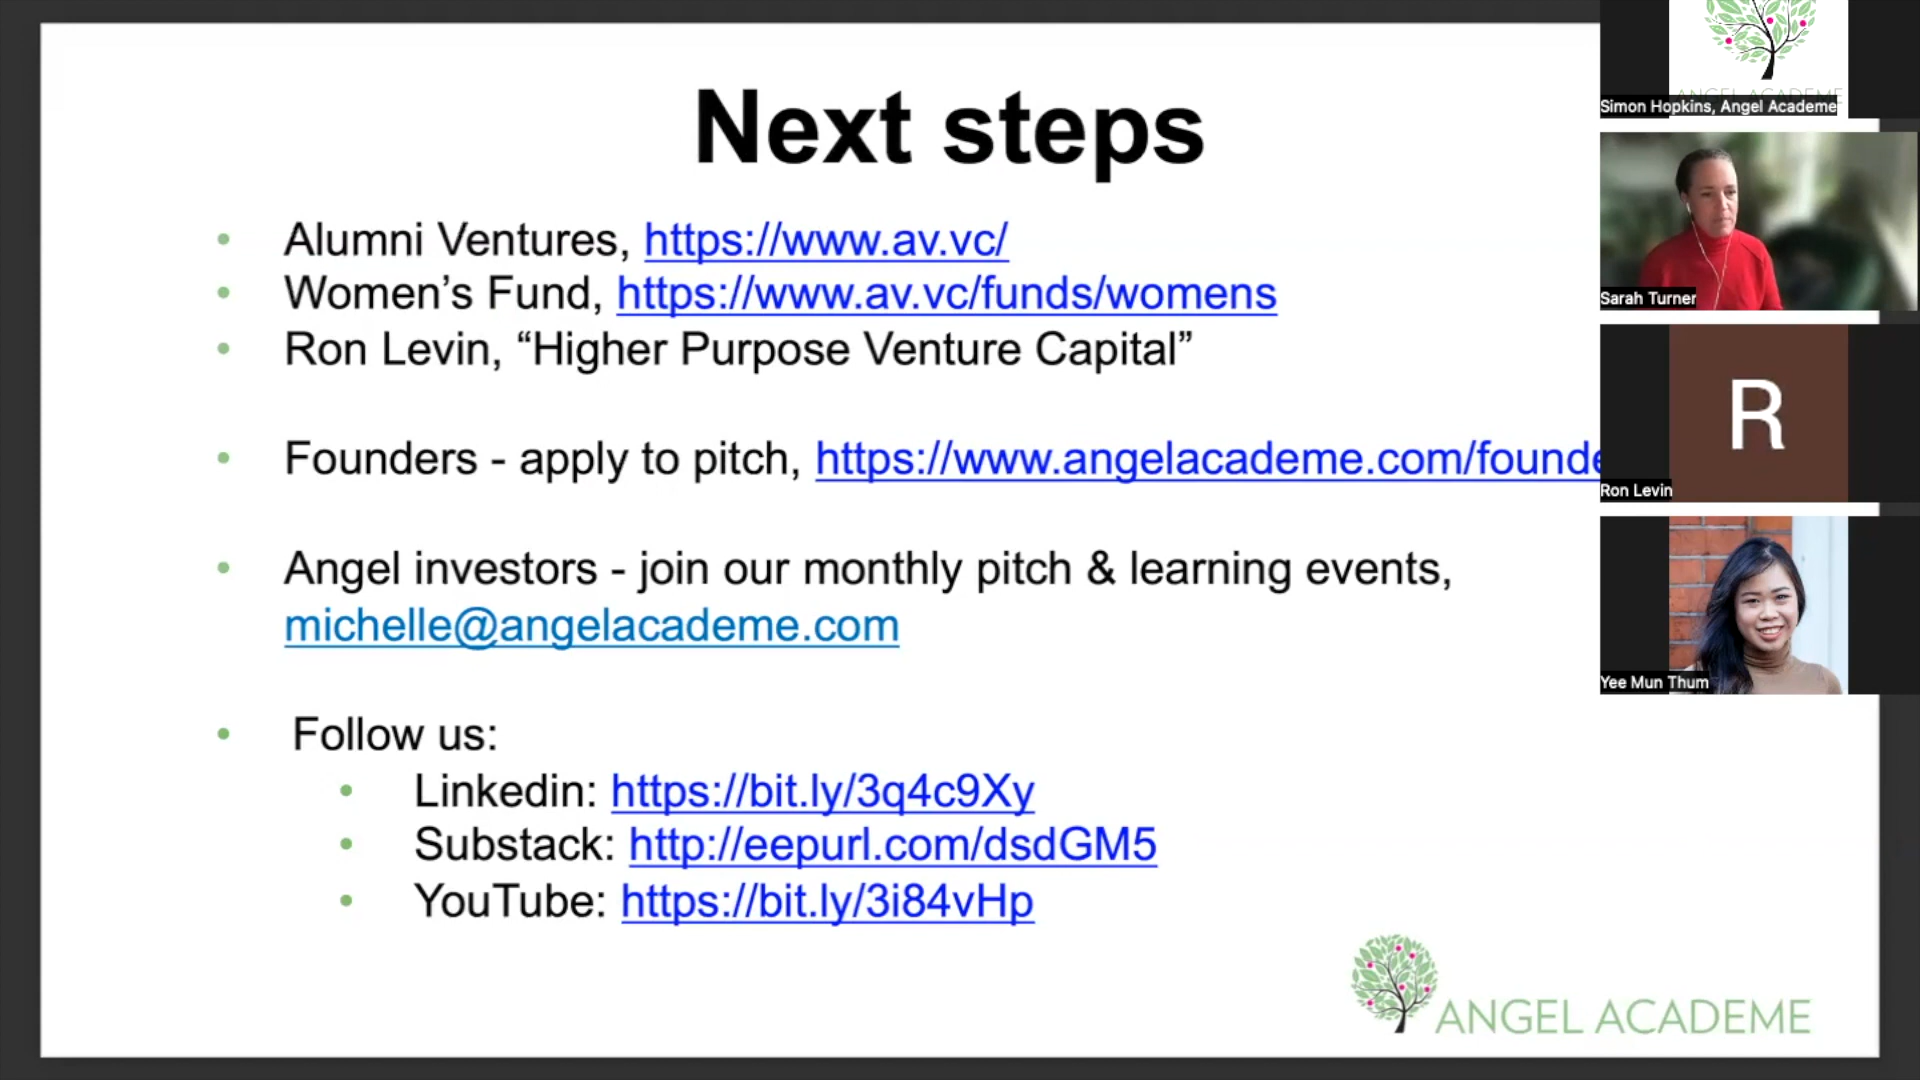 Next steps
Alumni Ventures, https://www.av.vc/
Women’s Fund, https://www.av.vc/funds/womens
Ron Levin, “Higher Purpose Venture Capital”
Founders - apply to pitch, https://www.angelacademe.com/founde
Angel investors - join our monthly pitch & learning events,
michelle@angelacademe.com
Follow us:
Linkedin: https://bit.ly/3q4c9Xy
Substack: http://eepurl.com/dsdGM5
YouTube: https://bit.ly/3i84vHp
ANGEL ACADEME
ANGEL ACADEME
Simon Hopkins, Angel Academe
Sarah Turner
R
Ron Levin
Yee Mun Thum